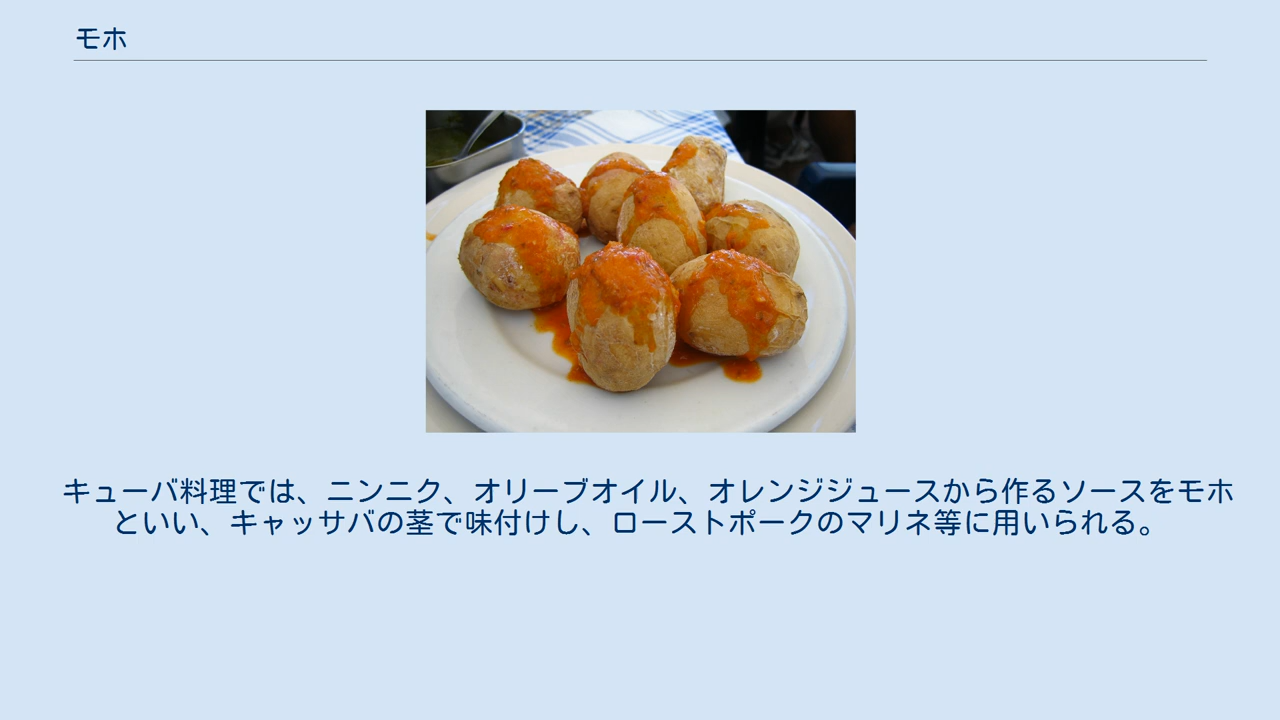 モホ
キューバ料理では、ニンニク、オリーブオイル、オレンジジュースから作るソースをモホ
といい、キャッサバの茎で味付けし、ローストポークのマリネ等に用いられる。